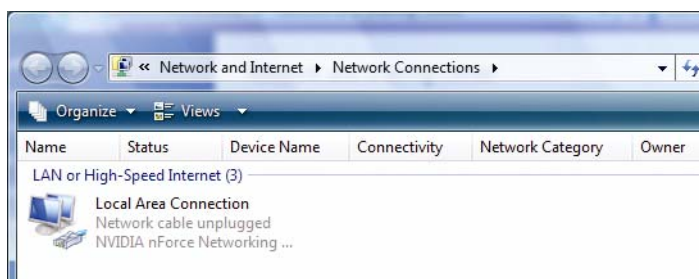 « Network and Internet ▸ Network Connections ▸
Organize Views
Name Status Device Name Connectivity Network Category Owner
LAN or High-Speed Internet (3)
Local Area Connection
Network cable unplugged
NVIDIA nForce Networking ...